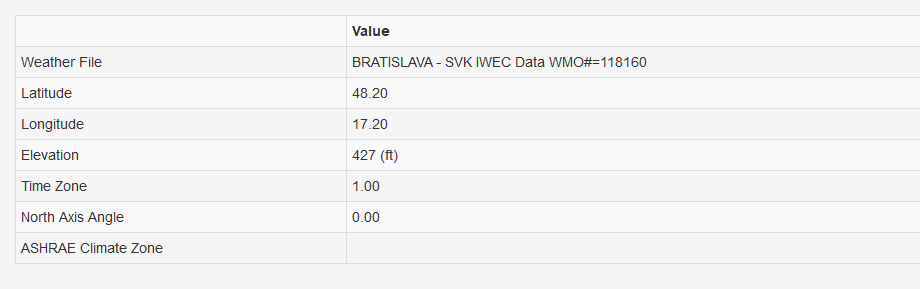 Value
Weather File BRATISLAVA - SVK IWEC Data WMO#=118160
Latitude 48.20
Longitude 17.20
Elevation 427 (ft)
Time Zone 1.00
North Axis Angle 0.00
ASHRAE Climate Zone